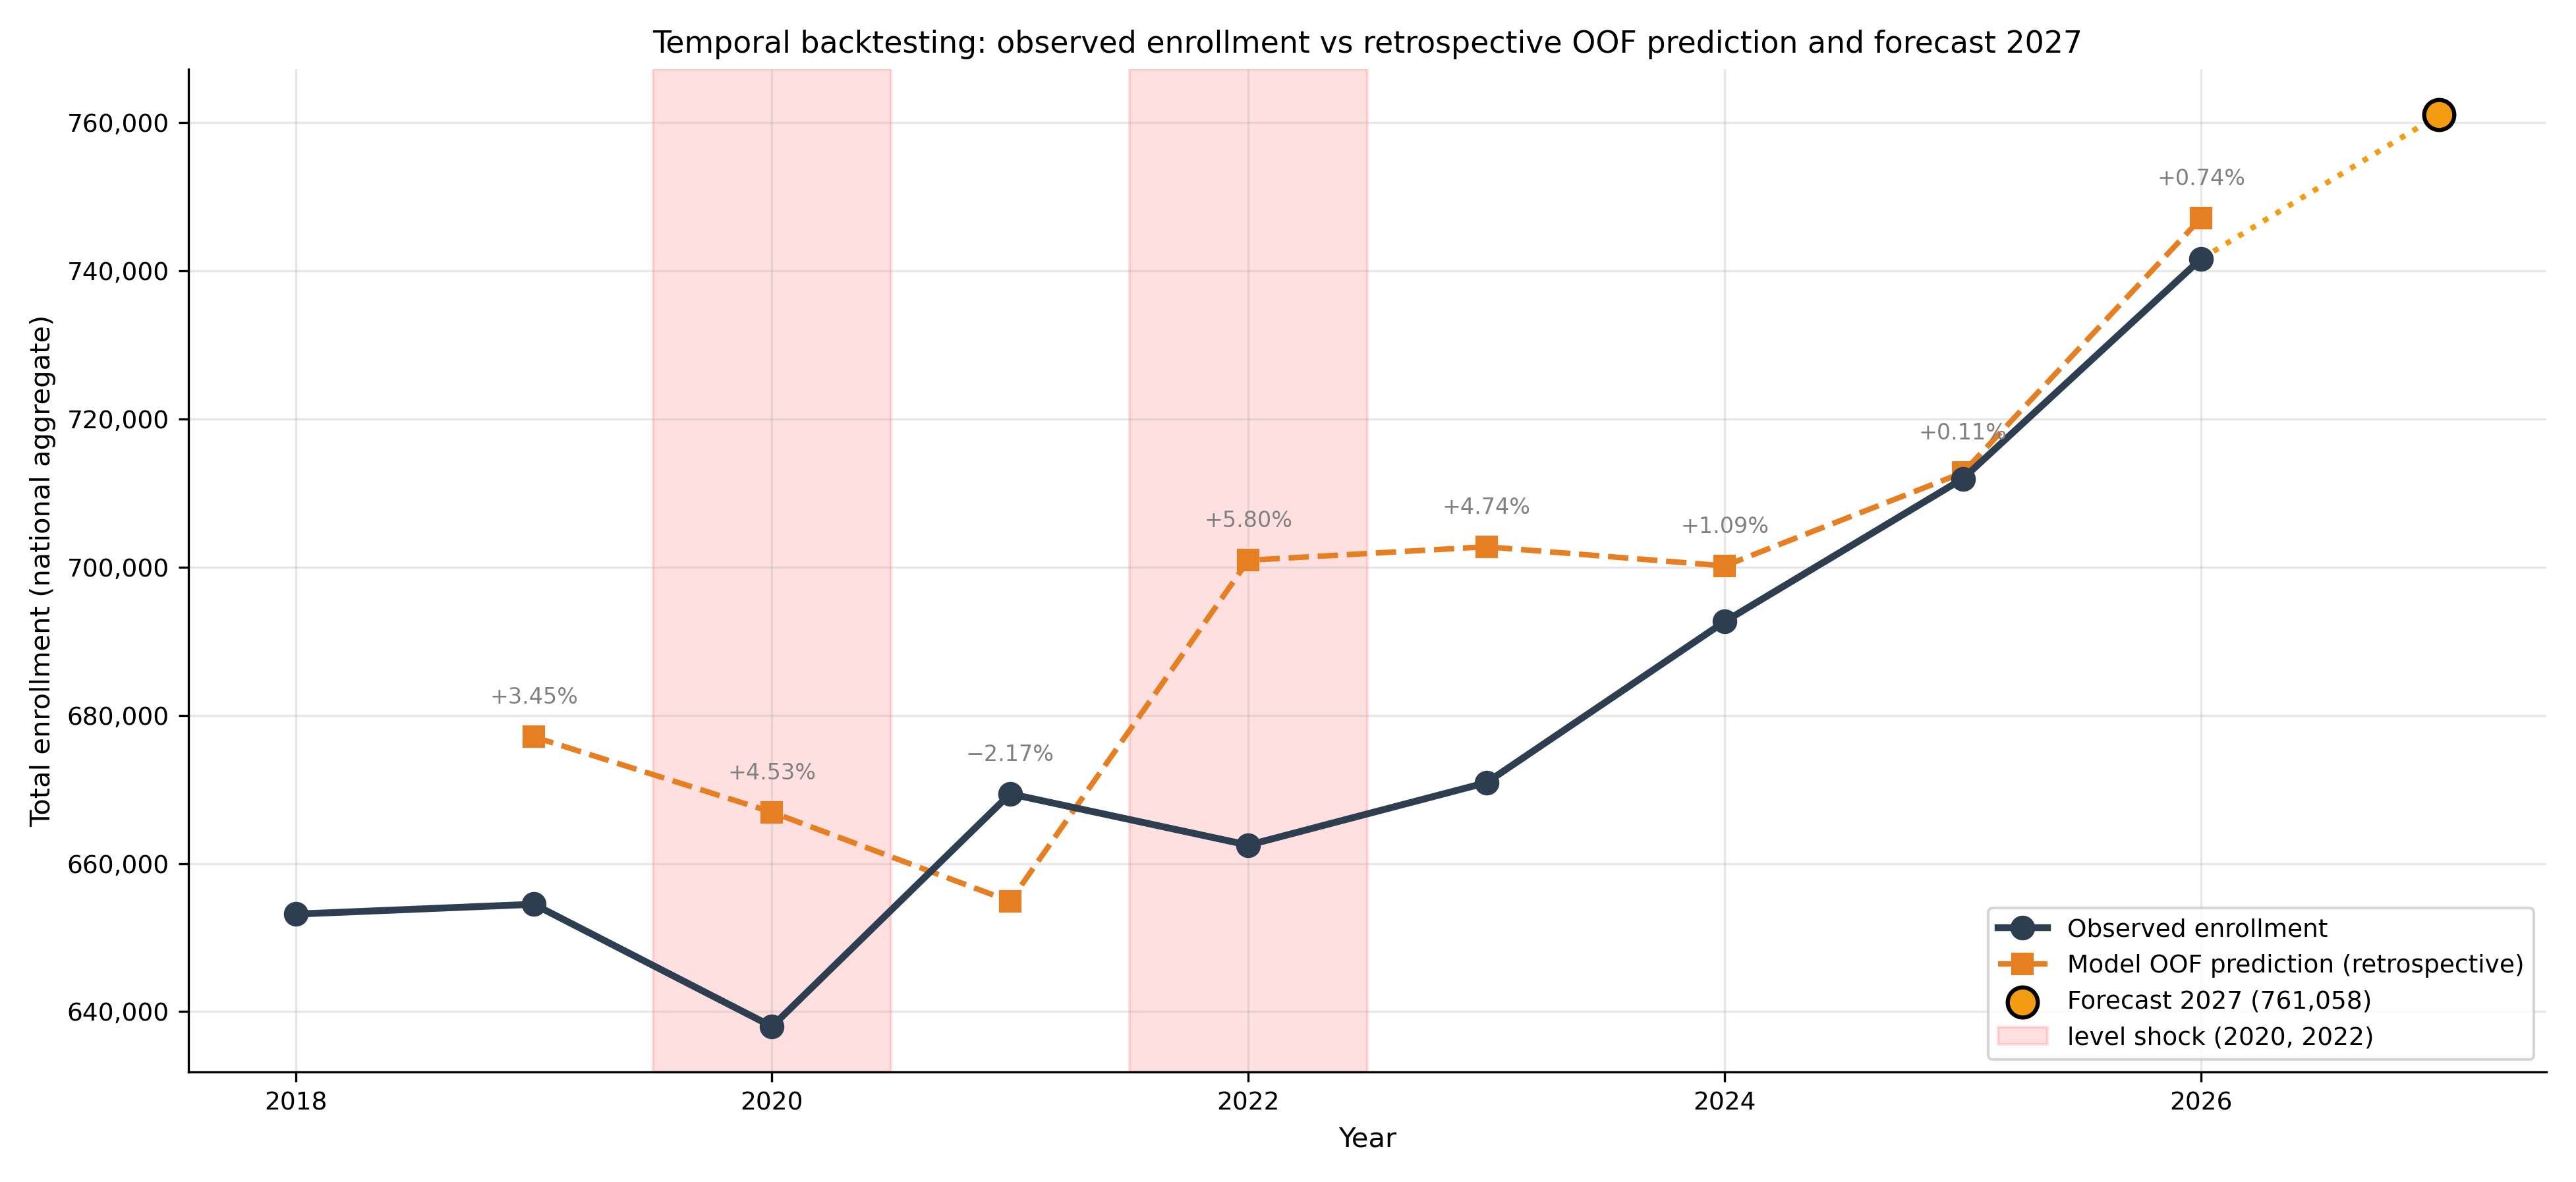 Temporal backtesting: observed enrollment vs retrospective OOF prediction and forecast 2027
Total enrollment (national aggregate)
760,000
740,000
720,000
700,000
680,000
660,000
640,000
+3.45%
+4.53%
−2.17%
+5.80%
+4.74%
+1.09%
+0.11%
+0.74%
Observed enrollment
Model OOF prediction (retrospective)
Forecast 2027 (761,058)
level shock (2020, 2022)
2018
2020
2022
2024
2026
Year